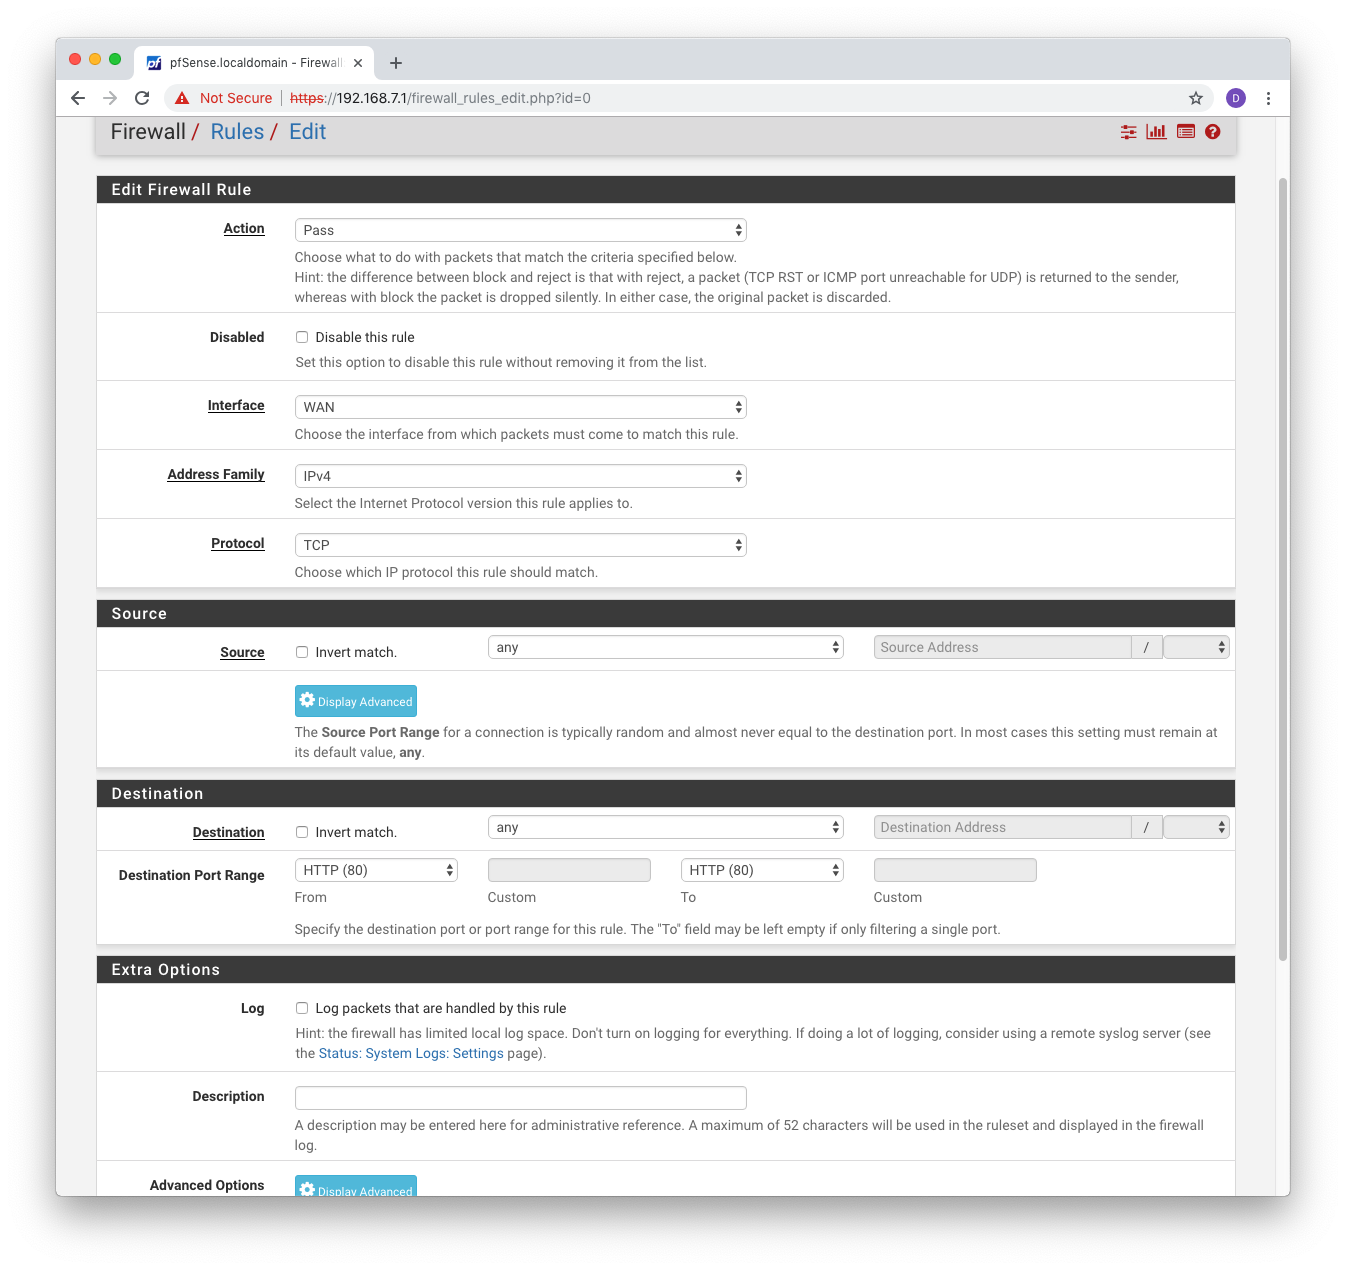 pfSense.localdomain - Firewall
Not Secure https://192.168.7.1/firewall_rules_edit.php?id=0
D
Firewall / Rules / Edit
Edit Firewall Rule
Action
Pass
Choose what to do with packets that match the criteria specified below.
Hint: the difference between block and reject is that with reject, a packet (TCP RST or ICMP port unreachable for UDP) is returned to the sender,
whereas with block the packet is dropped silently. In either case, the original packet is discarded.
Disabled
Disable this rule
Set this option to disable this rule without removing it from the list.
Interface
WAN
Choose the interface from which packets must come to match this rule.
Address Family
IPv4
Select the Internet Protocol version this rule applies to.
Protocol
TCP
Choose which IP protocol this rule should match.
Source
Source
Invert match.
any
Source Address
/
Display Advanced
The Source Port Range for a connection is typically random and almost never equal to the destination port. In most cases this setting must remain at
its default value, any.
Destination
Destination
Invert match.
any
Destination Address
/
Destination Port Range
HTTP (80)
HTTP (80)
From
Custom
To
Custom
Specify the destination port or port range for this rule. The "To" field may be left empty if only filtering a single port.
Extra Options
Log
Log packets that are handled by this rule
Hint: the firewall has limited local log space. Don't turn on logging for everything. If doing a lot of logging, consider using a remote syslog server (see
the Status: System Logs: Settings page).
Description
A description may be entered here for administrative reference. A maximum of 52 characters will be used in the ruleset and displayed in the firewall
log.
Advanced Options
Display Advanced